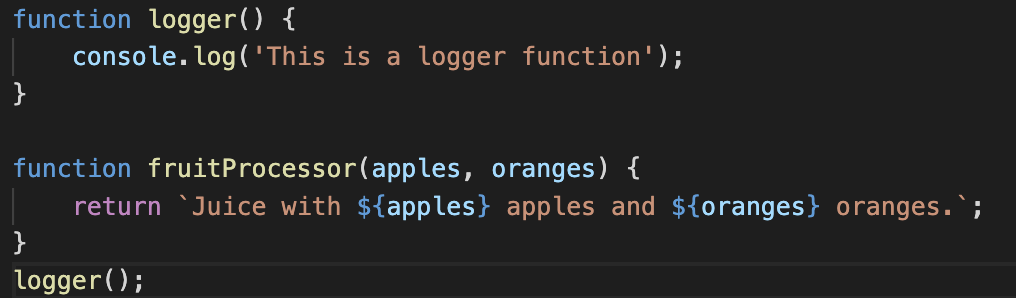 function logger() {
    console.log('This is a logger function');
}
function fruitProcessor(apples, oranges) {
    return `Juice with ${apples} apples and ${oranges} oranges.`;
}
logger();